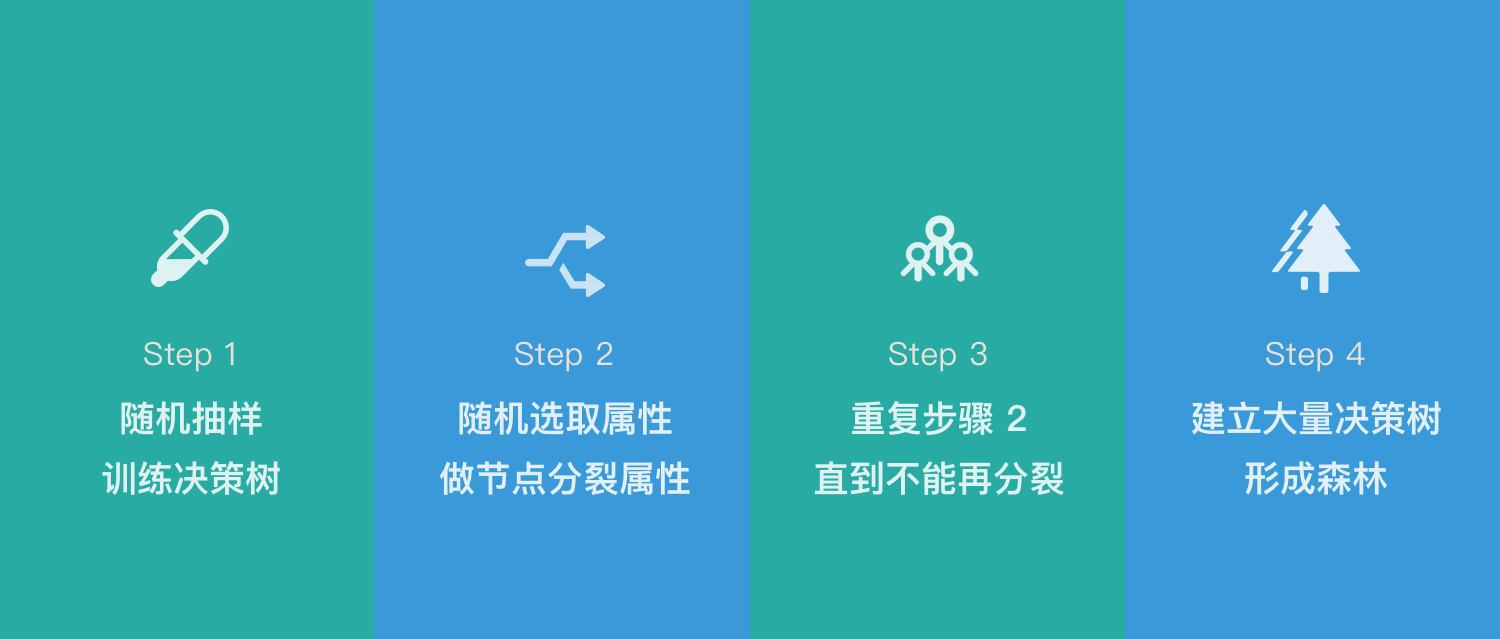 Step 1
随机抽样
训练决策树
Step 2
随机选取属性
做节点分裂属性
Step 3
重复步骤 2
直到不能再分裂
Step 4
建立大量决策树
形成森林